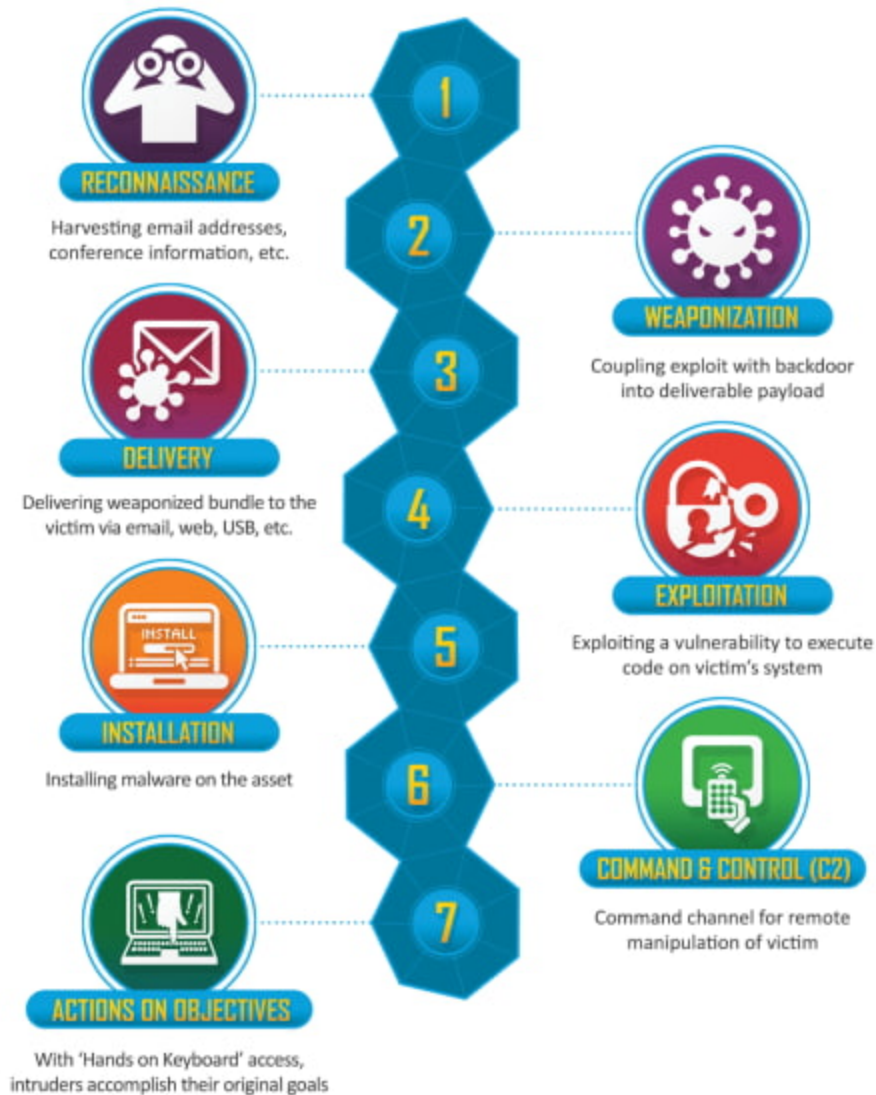 1
RECONNAISSANCE
Harvesting email addresses,
conference information, etc.
2
WEAPONIZATION
Coupling exploit with backdoor
into deliverable payload
3
DELIVERY
Delivering weaponized bundle to the
victim via email, web, USB, etc.
4
EXPLOITATION
Exploiting a vulnerability to execute
code on victim's system
5
INSTALL
INSTALLATION
Installing malware on the asset
6
COMMAND & CONTROL (C2)
Command channel for remote
manipulation of victim
7
ACTIONS ON OBJECTIVES
With 'Hands on Keyboard' access,
intruders accomplish their original goals